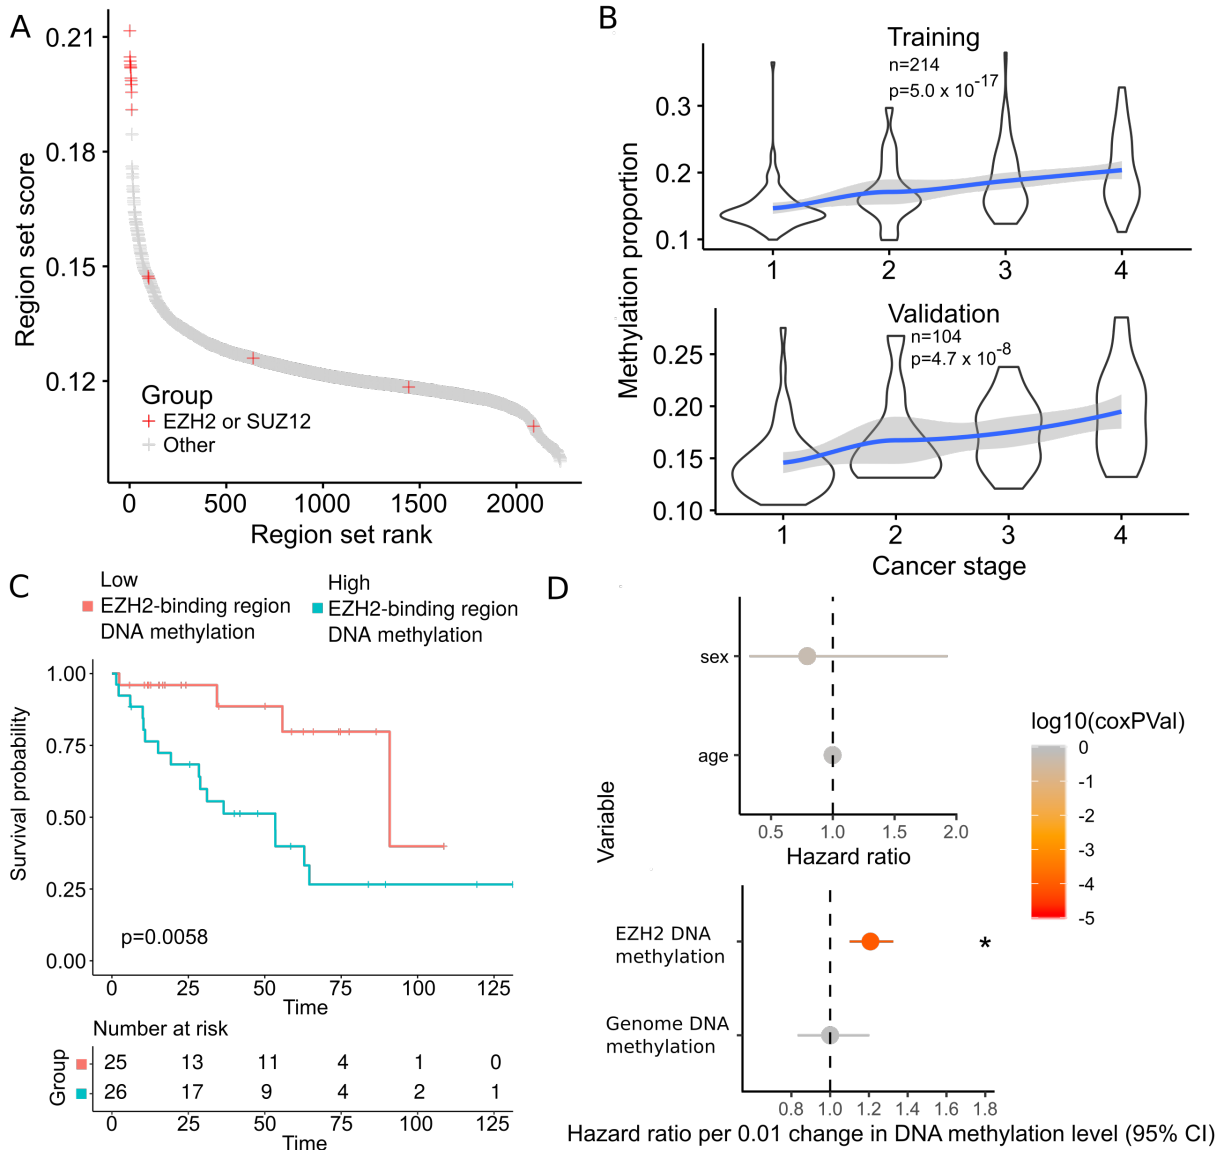 A
0.21
0.18
0.15
0.12
Region set score
Group
EZH2 or SUZ12
Other
0 500 1000 1500 2000
Region set rank
B
Training
n=214
p=5.0 x 10-17
0.3
0.2
0.1
1 2 3 4
Methylation proportion
Validation
n=104
p=4.7 x 10-8
0.25
0.20
0.15
0.10
1 2 3 4
Cancer stage
C
Low
EZH2-binding region
DNA methylation
High
EZH2-binding region
DNA methylation
1.00
0.75
0.50
0.25
0.00
Survival probability
p=0.0058
0 25 50 75 100 125
Time
Number at risk
Group
25 13 11 4 1 0
26 17 9 4 2 1
0 25 50 75 100 125
Time
D
sex
age
0.5 1.0 1.5 2.0
Hazard ratio
Variable
log10(coxPVal)
0
-1
-2
-3
-4
-5
EZH2 DNA
methylation
*
Genome DNA
methylation
0.8 1.0 1.2 1.4 1.6 1.8
Hazard ratio per 0.01 change in DNA methylation level (95% CI)